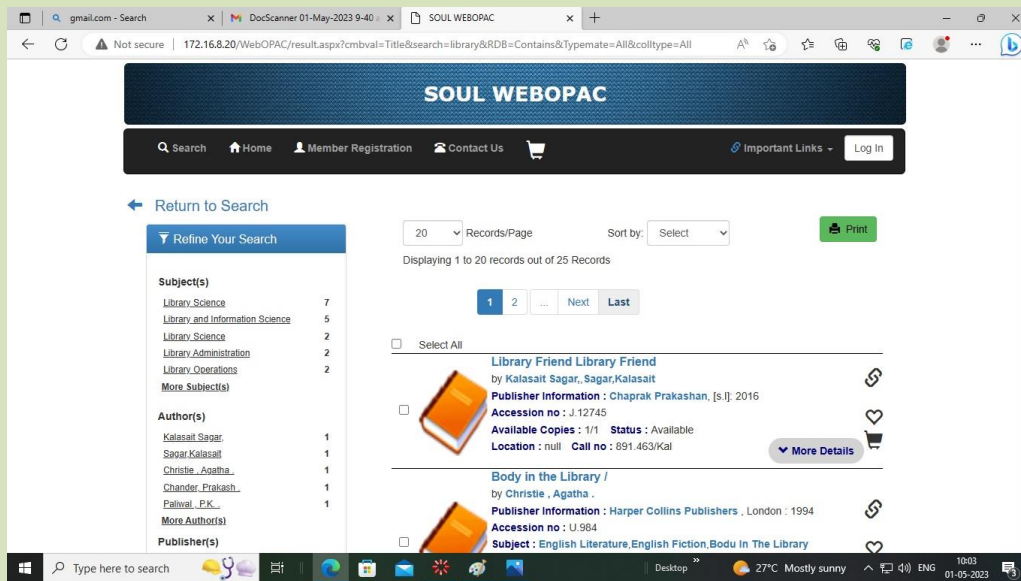 gmail.com - Search
DocScanner 01-May-2023 9-40 a
SOUL WEBOPAC
Not secure | 172.16.8.20/WebOPAC/result.aspx?cmbval=Title&search=library&RDB=Contains&Typemate=All&colltype=All
SOUL WEBOPAC
Search Home Member Registration Contact Us Important Links Log In
Return to Search
Refine Your Search
Subject(s)
Library Science 7
Library and Information Science 5
Library Science 2
Library Administration 2
Library Operations 2
More Subject(s)
Author(s)
Kalasait Sagar, 1
Sagar,Kalasait 1
Christie , Agatha . 1
Chander, Prakash . 1
Paliwal , P.K. . 1
More Author(s)
Publisher(s)
20 Records/Page Sort by: Select Print
Displaying 1 to 20 records out of 25 Records
1 2 ... Next Last
Select All
Library Friend Library Friend
by Kalasait Sagar,,Sagar,Kalasait
Publisher Information : Chaprak Prakashan, [s.l]: 2016
Accession no : J.12745
Available Copies : 1/1 Status : Available
Location : null Call no : 891.463/Kal
More Details
Body in the Library /
by Christie , Agatha .
Publisher Information : Harper Collins Publishers , London : 1994
Accession no : U.984
Subject : English Literature,English Fiction,Bodu In The Library
Type here to search
Desktop
27°C Mostly sunny
ENG
10:03
01-05-2023
3